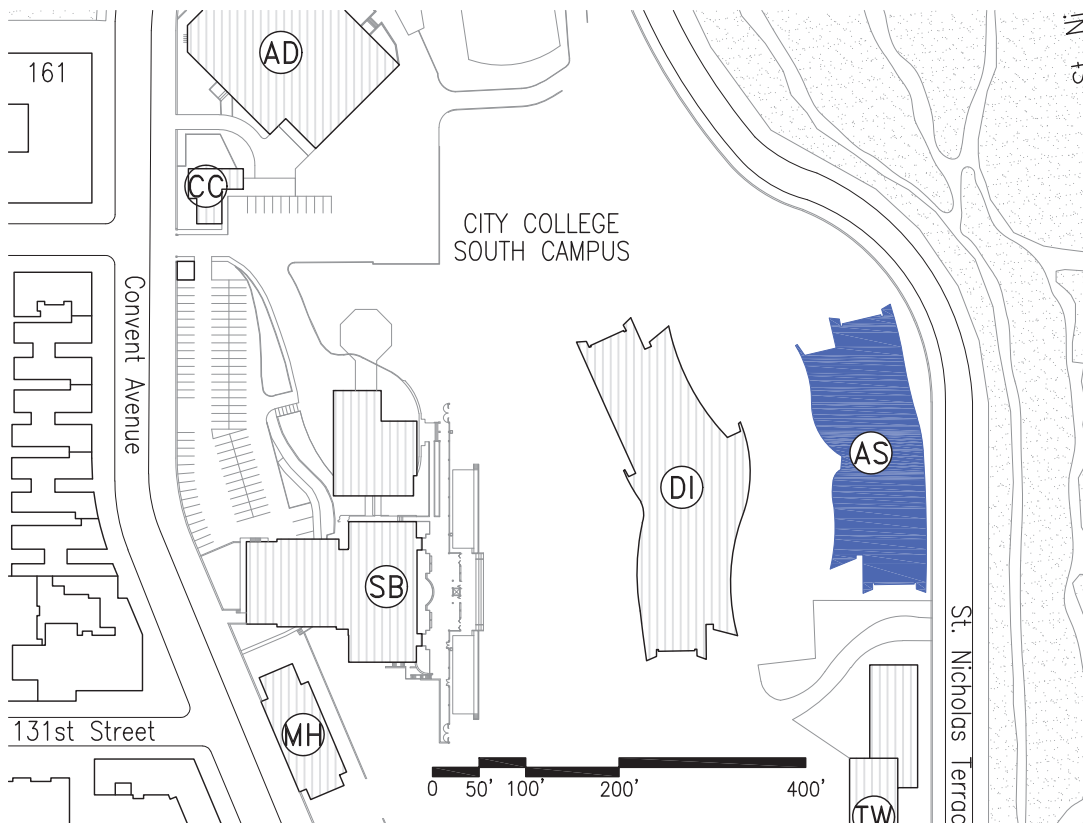 AD
161
CC
CITY COLLEGE
SOUTH CAMPUS
Convent Avenue
AS
DI
SB
St. Nicholas Terrac
131st Street
MH
0 50' 100' 200' 400'
TW